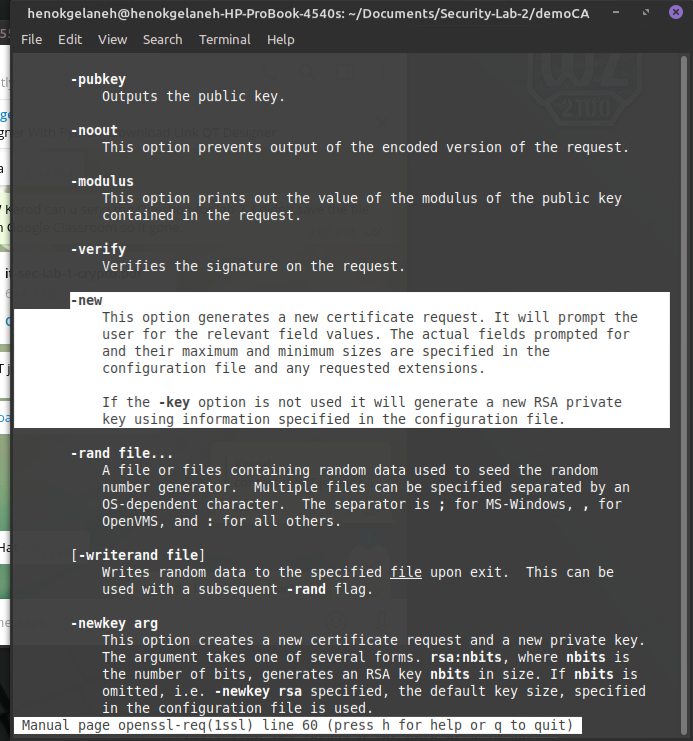 henokgelaneh@henokgelaneh-HP-ProBook-4540s: ~/Documents/Security-Lab-2/demoCA
File Edit View Search Terminal Help
-pubkey
Outputs the public key.
-noout
This option prevents output of the encoded version of the request.
-modulus
This option prints out the value of the modulus of the public key
contained in the request.
-verify
Verifies the signature on the request.
-new
This option generates a new certificate request. It will prompt the
user for the relevant field values. The actual fields prompted for
and their maximum and minimum sizes are specified in the
configuration file and any requested extensions.
If the -key option is not used it will generate a new RSA private
key using information specified in the configuration file.
-rand file...
A file or files containing random data used to seed the random
number generator.  Multiple files can be specified separated by an
OS-dependent character.  The separator is ; for MS-Windows, , for
OpenVMS, and : for all others.
[-writerand file]
Writes random data to the specified file upon exit.  This can be
used with a subsequent -rand flag.
-newkey arg
This option creates a new certificate request and a new private key.
The argument takes one of several forms. rsa:nbits, where nbits is
the number of bits, generates an RSA key nbits in size. If nbits is
omitted, i.e. -newkey rsa specified, the default key size, specified
in the configuration file is used.
Manual page openssl-req(1ssl) line 60 (press h for help or q to quit)